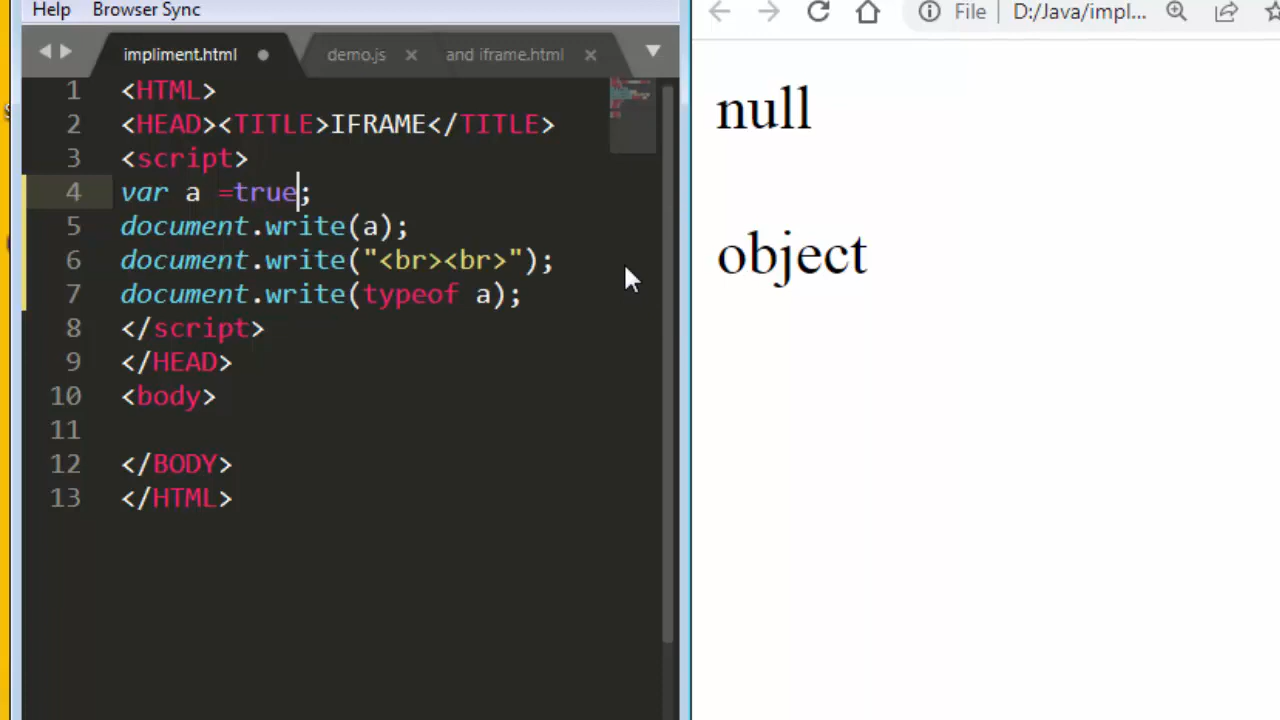 Help Browser Sync
impliment.html demo.js and iframe.html
File D:/Java/impl...
1 <HTML>
2 <HEAD><TITLE>IFRAME</TITLE>
3 <script>
4 var a =true;
5 document.write(a);
6 document.write("<br><br>");
7 document.write(typeof a);
8 </script>
9 </HEAD>
10 <body>
11
12 </BODY>
13 </HTML>
null
object